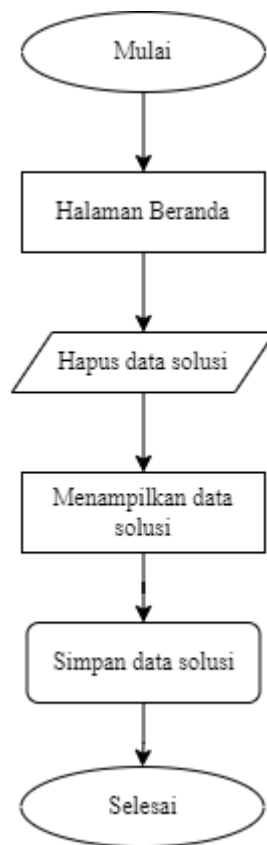 Mulai
Halaman Beranda
Hapus data solusi
Menampilkan data
solusi
Simpan data solusi
Selesai